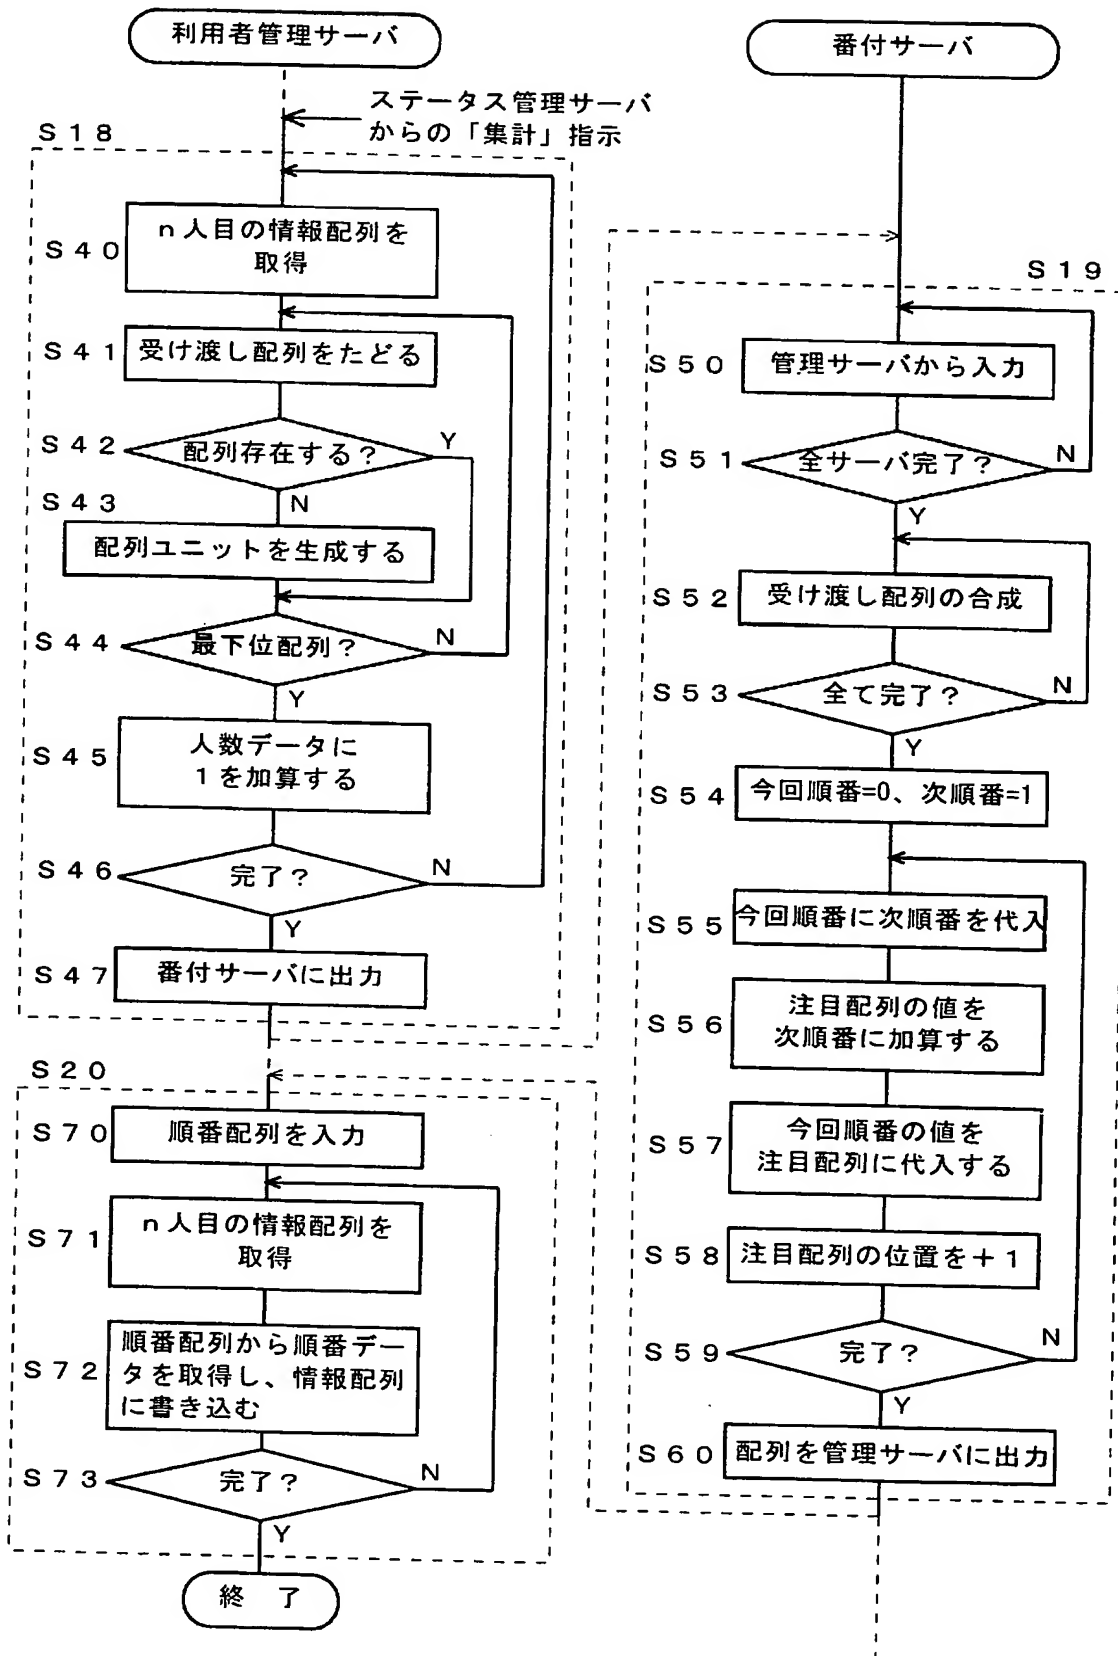 利用者管理サーバ
ステータス管理サーバ
からの「集計」指示
S18
S40
n人目の情報配列を
取得
S41
受け渡し配列をたどる
S42
配列存在する?
Y
N
S43
配列ユニットを生成する
S44
最下位配列?
N
Y
S45
人数データに
1を加算する
S46
完了?
N
Y
S47
番付サーバに出力
S20
S70
順番配列を入力
S71
n人目の情報配列を
取得
S72
順番配列から順番デー
タを取得し、情報配列
に書き込む
S73
完了?
N
Y
終 了
番付サーバ
S19
S50
管理サーバから入力
S51
全サーバ完了?
N
Y
S52
受け渡し配列の合成
S53
全て完了?
N
Y
S54
今回順番=0、次順番=1
S55
今回順番に次順番を代入
S56
注目配列の値を
次順番に加算する
S57
今回順番の値を
注目配列に代入する
S58
注目配列の位置を+1
S59
完了?
N
Y
S60
配列を管理サーバに出力